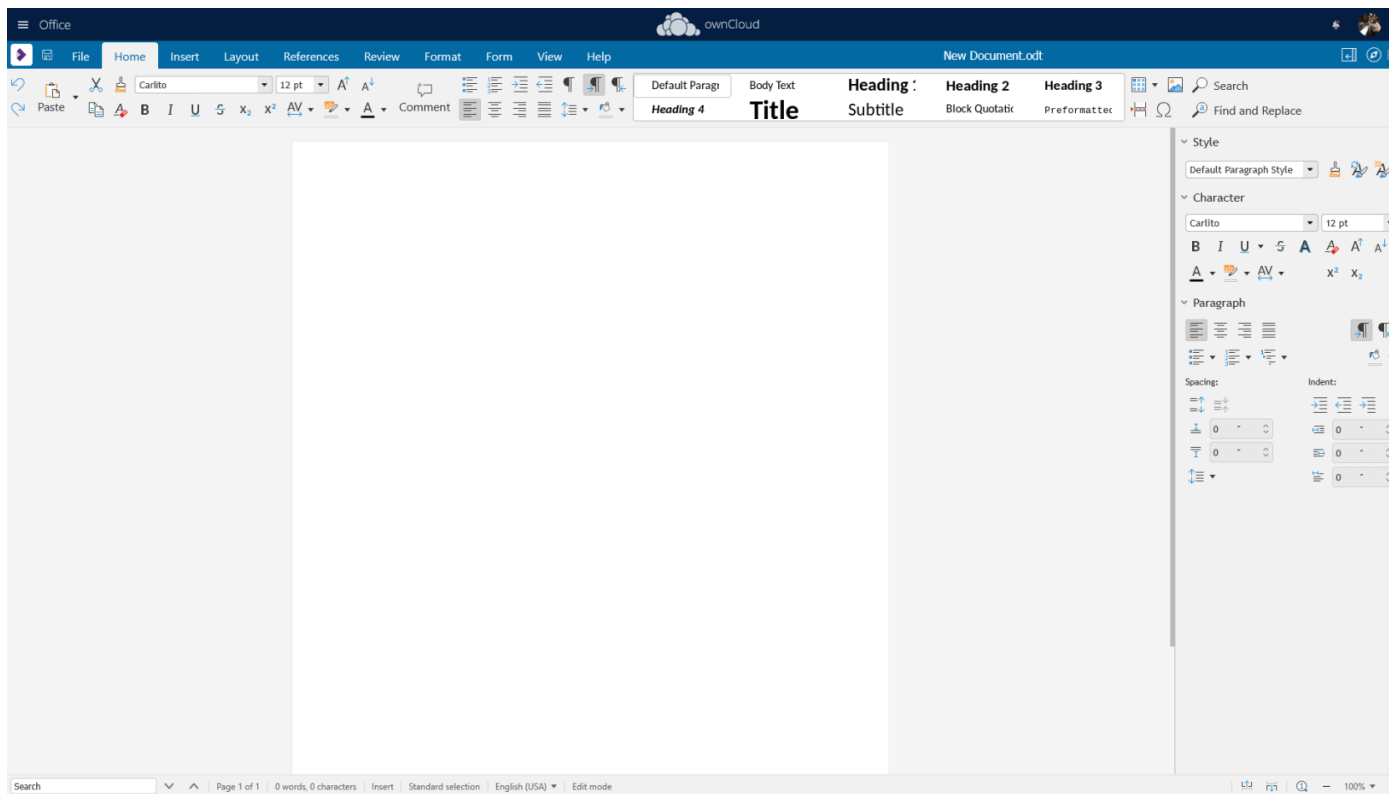 Office
ownCloud
File Home Insert Layout References Review Format Form View Help
New Document.odt
Paste
Carlito
12 pt
Comment
Default Paragr
Body Text
Heading
Heading 2
Heading 3
Heading 4
Title
Subtitle
Block Quotatic
Preformatted
Search
Find and Replace
Style
Default Paragraph Style
Character
Carlito
12 pt
Paragraph
Spacing:
Indent:
0 "
0 "
0 "
0 "
0 "
Search
Page 1 of 1
0 words, 0 characters
Insert
Standard selection
English (USA)
Edit mode
100%